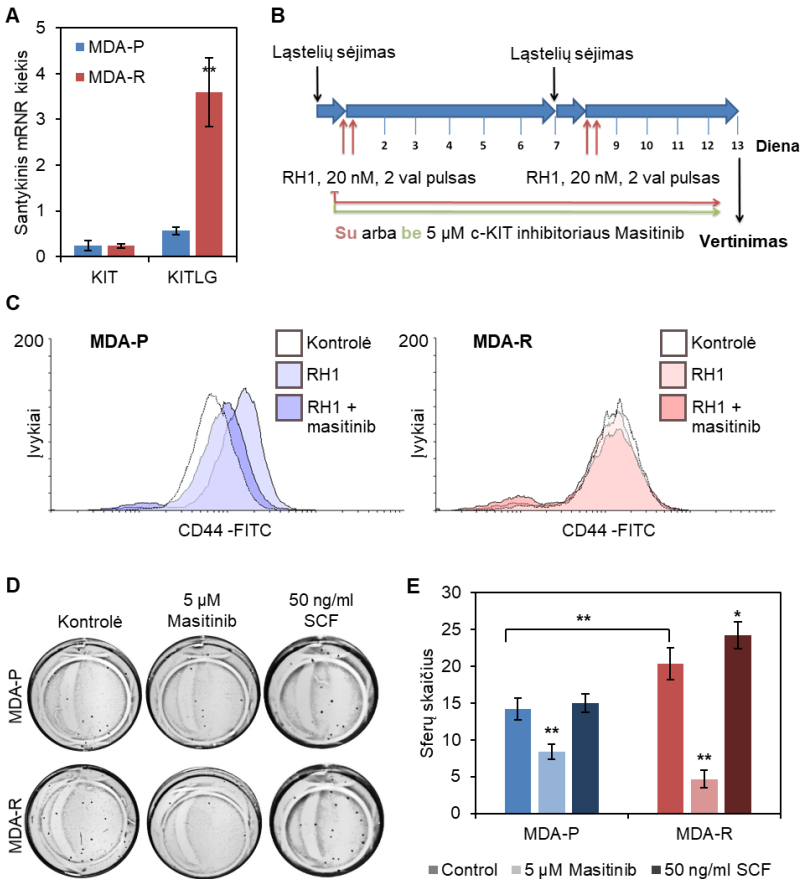 A
Santykinis mRNR kiekis
5
4
3
2
1
0
MDA-P
MDA-R
**
KIT
KITLG
B
Ląstelių sėjimas
Ląstelių sėjimas
2 3 4 5 6 7 9 10 11 12 13
Diena
RH1, 20 nM, 2 val pulsas
RH1, 20 nM, 2 val pulsas
Su arba be 5 µM c-KIT inhibitoriaus Masitinib
Vertinimas
C
200
MDA-P
Įvykiai
Kontrolė
RH1
RH1 +
masitinib
CD44 -FITC
200
MDA-R
Įvykiai
Kontrolė
RH1
RH1 +
masitinib
CD44 -FITC
D
Kontrolė
5 µM
Masitinib
50 ng/ml
SCF
MDA-P
MDA-R
E
Sferų skaičius
30
25
20
15
10
5
0
**
**
**
*
MDA-P
MDA-R
Control
5 µM Masitinib
50 ng/ml SCF